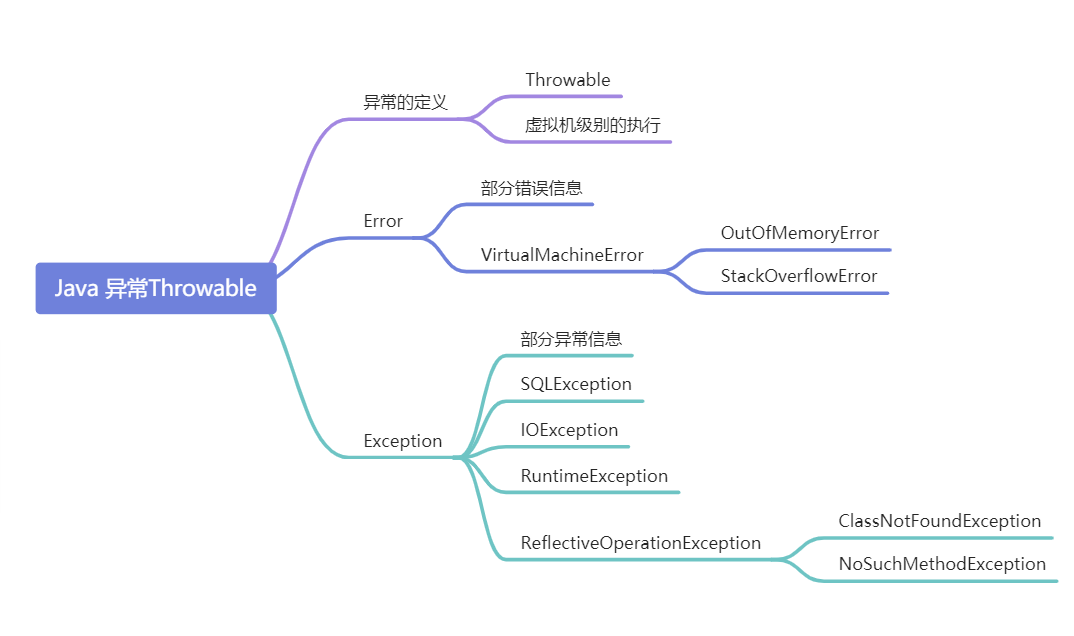 Java 异常Throwable
异常的定义
Throwable
虚拟机级别的执行
Error
部分错误信息
VirtualMachineError
OutOfMemoryError
StackOverflowError
Exception
部分异常信息
SQLException
IOException
RuntimeException
ReflectiveOperationException
ClassNotFoundException
NoSuchMethodException